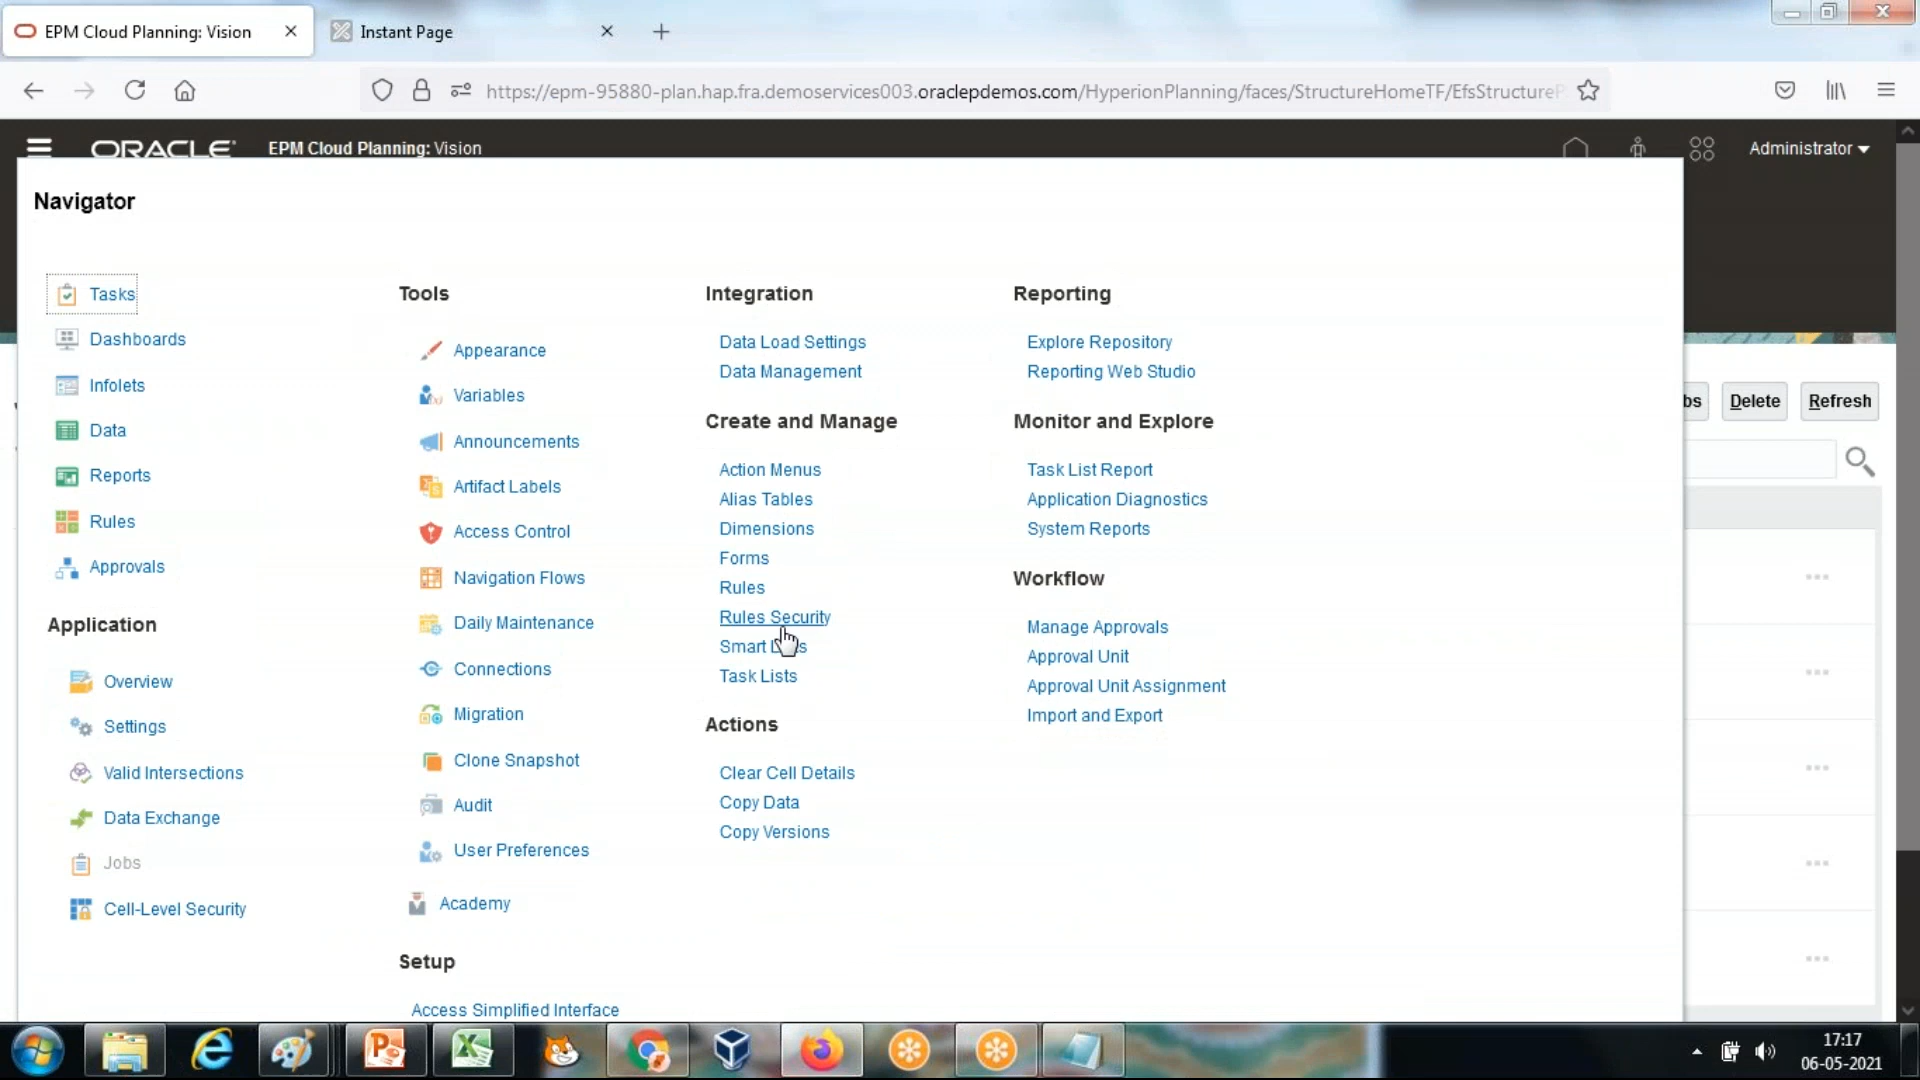 EPM Cloud Planning: Vision
Instant Page
https://epm-95880-plan.hap.fra.demoservices003.oraclepdemos.com/HyperionPlanning/faces/StructureHomeTF/EfsStructureP
ORACLE EPM Cloud Planning: Vision
Administrator
Navigator
Tasks
Dashboards
Infolets
Data
Reports
Rules
Approvals
Application
Overview
Settings
Valid Intersections
Data Exchange
Jobs
Cell-Level Security
Tools
Appearance
Variables
Announcements
Artifact Labels
Access Control
Navigation Flows
Daily Maintenance
Connections
Migration
Clone Snapshot
Audit
User Preferences
Academy
Setup
Access Simplified Interface
Integration
Data Load Settings
Data Management
Create and Manage
Action Menus
Alias Tables
Dimensions
Forms
Rules
Rules Security
Smart Lists
Task Lists
Actions
Clear Cell Details
Copy Data
Copy Versions
Reporting
Explore Repository
Reporting Web Studio
Monitor and Explore
Task List Report
Application Diagnostics
System Reports
Workflow
Manage Approvals
Approval Unit
Approval Unit Assignment
Import and Export
bs
Delete
Refresh
17:17
06-05-2021